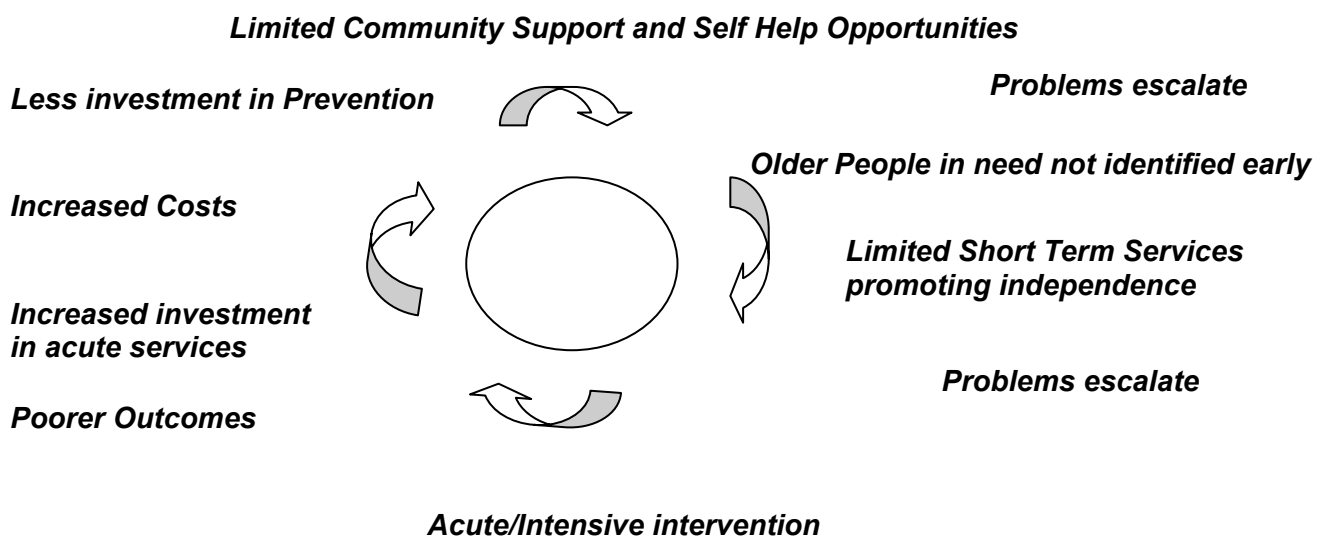 Limited Community Support and Self Help Opportunities
Less investment in Prevention
Problems escalate
Older People in need not identified early
Increased Costs
Limited Short Term Services
promoting independence
Increased investment
in acute services
Problems escalate
Poorer Outcomes
Acute/Intensive intervention